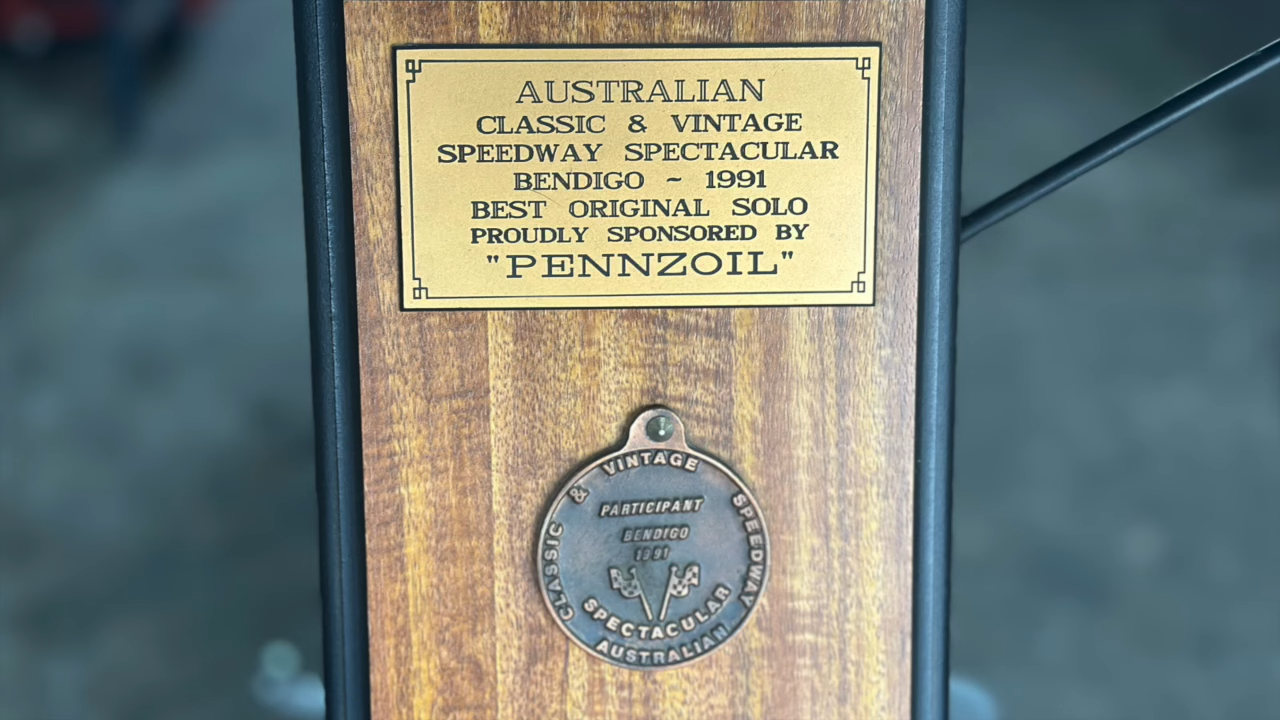 AUSTRALIAN
CLASSIC & VINTAGE
SPEEDWAY SPECTACULAR
BENDIGO ~ 1991
BEST ORIGINAL SOLO
PROUDLY SPONSORED BY
"PENNZOIL"
CLASSIC & VINTAGE SPEEDWAY
PARTICIPANT
BENDIGO
1991
SPECTACULAR
AUSTRALIAN